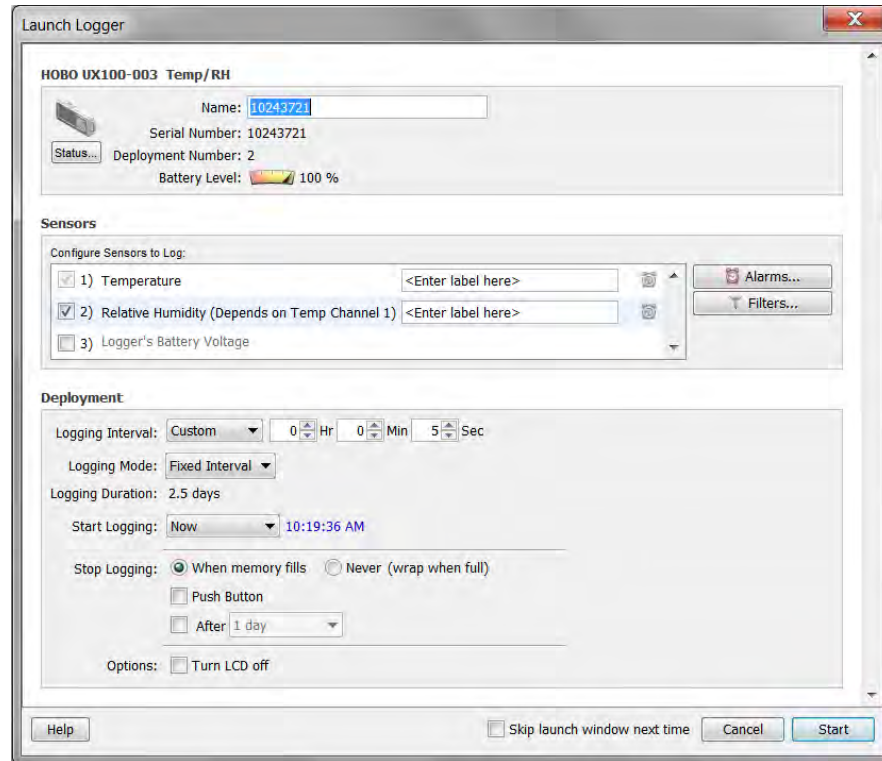 Launch Logger
HOBO UX100-003 Temp/RH
Name: 10243721
Serial Number: 10243721
Status... Deployment Number: 2
Battery Level: 100 %
Sensors
Configure Sensors to Log:
1) Temperature <Enter label here> Alarms...
2) Relative Humidity (Depends on Temp Channel 1) <Enter label here> Filters...
3) Logger's Battery Voltage
Deployment
Logging Interval: Custom 0 Hr 0 Min 5 Sec
Logging Mode: Fixed Interval
Logging Duration: 2.5 days
Start Logging: Now 10:19:36 AM
Stop Logging: When memory fills Never (wrap when full)
Push Button
After 1 day
Options: Turn LCD off
Help Skip launch window next time Cancel Start